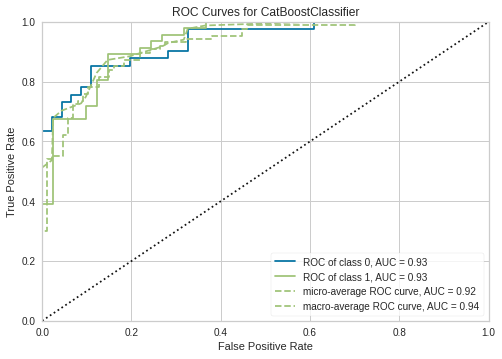 ROC Curves for CatBoostClassifier
1.0
0.8
0.6
0.4
0.2
0.0
True Positive Rate
0.0 0.2 0.4 0.6 0.8 1.0
False Positive Rate
ROC of class 0, AUC = 0.93
ROC of class 1, AUC = 0.93
micro-average ROC curve, AUC = 0.92
macro-average ROC curve, AUC = 0.94